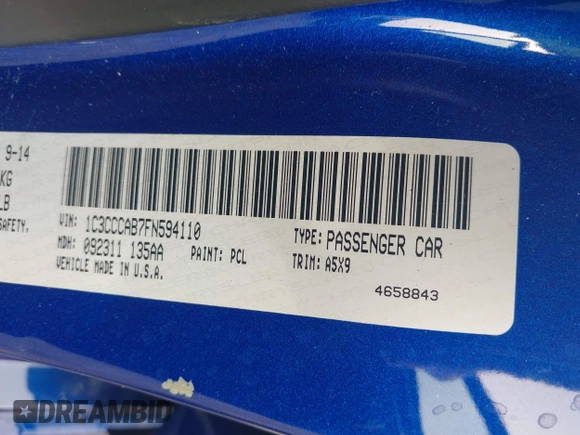 9-14
KG
LB
SAFETY.
VIN: 1C3CCCAB7FN594110
TYPE: PASSENGER CAR
MDH: 092311 135AA
PAINT: PCL
TRIM: A5X9
VEHICLE MADE IN U.S.A.
4658843
DREAMBID